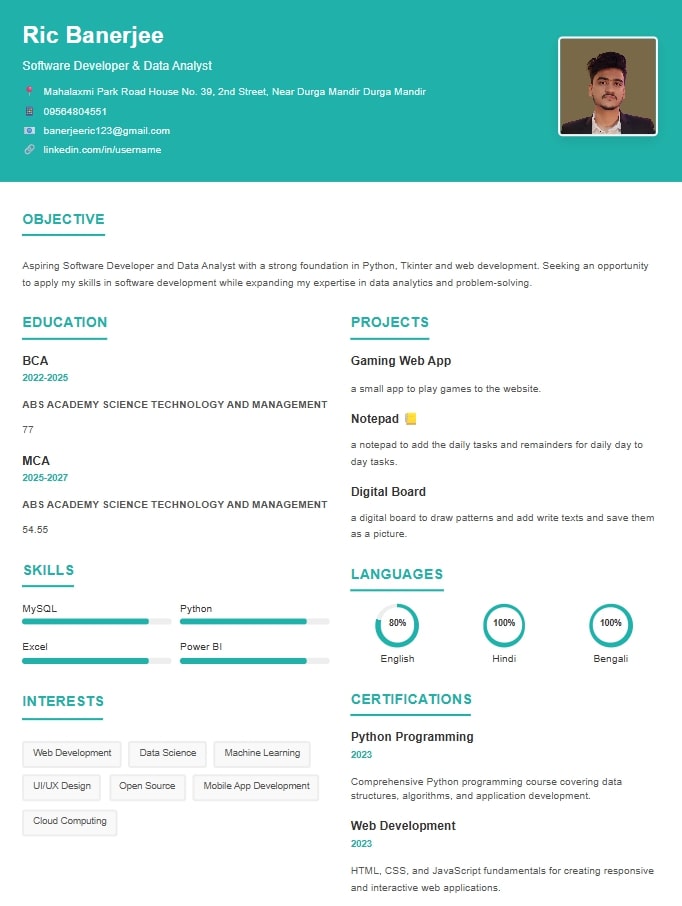 Ric Banerjee
Software Developer & Data Analyst
Mahalaxmi Park Road House No. 39, 2nd Street, Near Durga Mandir Durga Mandir
09564804551
banerjeeric123@gmail.com
linkedin.com/in/username
OBJECTIVE
Aspiring Software Developer and Data Analyst with a strong foundation in Python, Tkinter and web development. Seeking an opportunity
to apply my skills in software development while expanding my expertise in data analytics and problem-solving.
EDUCATION
BCA
2022-2025
ABS ACADEMY SCIENCE TECHNOLOGY AND MANAGEMENT
77
MCA
2025-2027
ABS ACADEMY SCIENCE TECHNOLOGY AND MANAGEMENT
54.55
SKILLS
MySQL Python
Excel Power BI
INTERESTS
Web Development Data Science Machine Learning
UI/UX Design Open Source Mobile App Development
Cloud Computing
PROJECTS
Gaming Web App
a small app to play games to the website.
Notepad 📒
a notepad to add the daily tasks and remainders for daily day to
day tasks.
Digital Board
a digital board to draw patterns and add write texts and save them
as a picture.
LANGUAGES
80% 100% 100%
English Hindi Bengali
CERTIFICATIONS
Python Programming
2023
Comprehensive Python programming course covering data
structures, algorithms, and application development.
Web Development
2023
HTML, CSS, and JavaScript fundamentals for creating responsive
and interactive web applications.